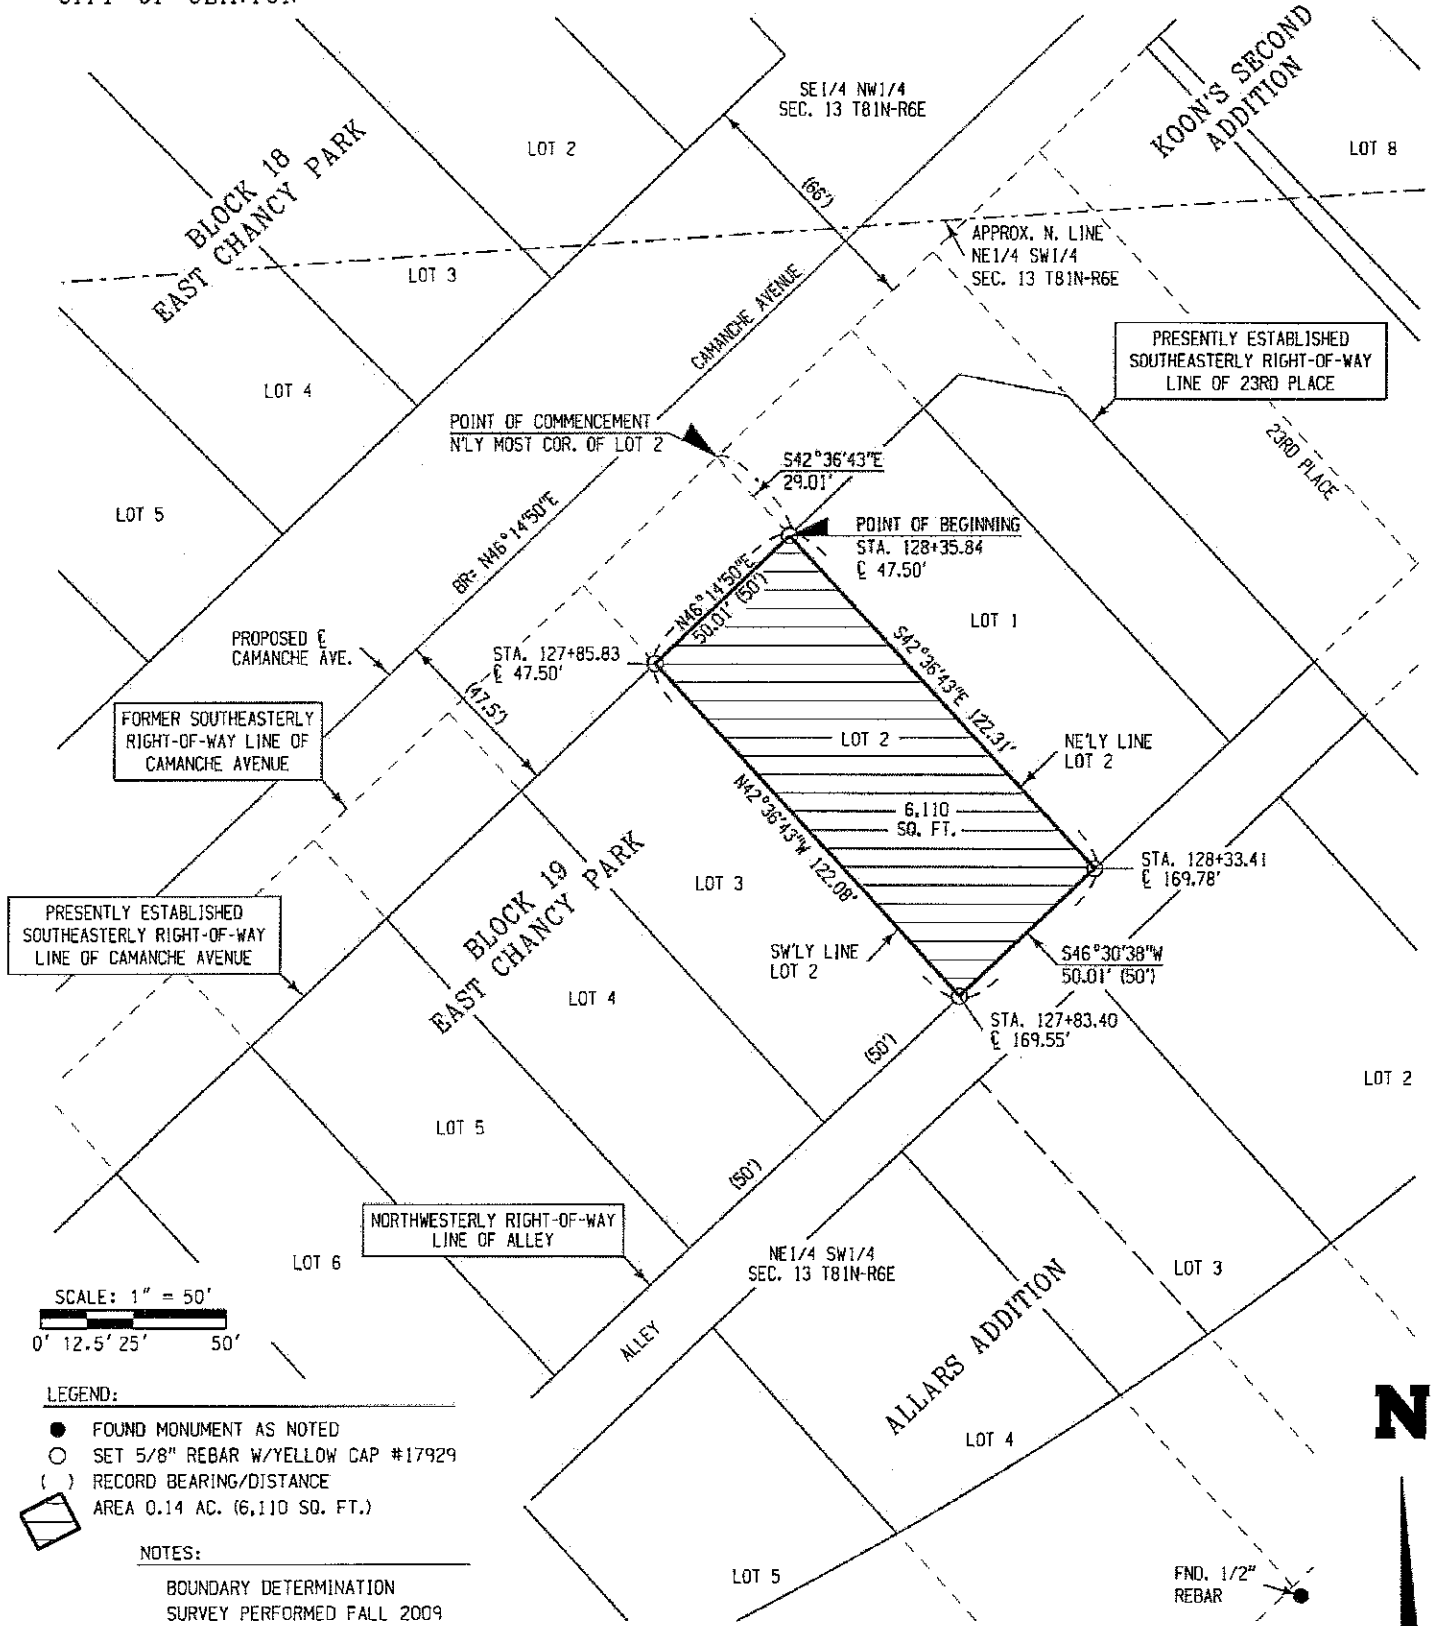 SE1/4 NW1/4
SEC. 13 T81N-R6E
KOON'S SECOND
ADDITION
LOT 8
LOT 2
BLOCK 18
EAST CHANCY PARK
(66')
APPROX. N. LINE
NE1/4 SW1/4
SEC. 13 T81N-R6E
LOT 3
CAMANCHE AVENUE
PRESENTLY ESTABLISHED
SOUTHEASTERLY RIGHT-OF-WAY
LINE OF 23RD PLACE
LOT 4
POINT OF COMMENCEMENT
N'LY MOST COR. OF LOT 2
S42°36'43"E
29.01'
23RD PLACE
LOT 5
POINT OF BEGINNING
STA. 128+35.84
℄ 47.50'
BR= N46°14'50"E
N46°14'50"E
50.01' (50')
LOT 1
PROPOSED ℄
CAMANCHE AVE.
STA. 127+85.83
℄ 47.50'
S42°36'43"E 122.31'
(47.5')
FORMER SOUTHEASTERLY
RIGHT-OF-WAY LINE OF
CAMANCHE AVENUE
LOT 2
NE'LY LINE
LOT 2
6,110
SQ. FT.
N42°36'43"W 122.08'
STA. 128+33.41
℄ 169.78'
LOT 3
BLOCK 19
EAST CHANCY PARK
PRESENTLY ESTABLISHED
SOUTHEASTERLY RIGHT-OF-WAY
LINE OF CAMANCHE AVENUE
SW'LY LINE
LOT 2
S46°30'38"W
50.01' (50')
LOT 4
STA. 127+83.40
℄ 169.55'
(50')
LOT 2
LOT 5
(50')
NORTHWESTERLY RIGHT-OF-WAY
LINE OF ALLEY
NE1/4 SW1/4
SEC. 13 T81N-R6E
LOT 6
LOT 3
SCALE: 1" = 50'
0' 12.5' 25' 50'
ALLEY
ALLARS ADDITION
LEGEND:
FOUND MONUMENT AS NOTED
SET 5/8" REBAR W/YELLOW CAP #17929
( ) RECORD BEARING/DISTANCE
AREA 0.14 AC. (6,110 SQ. FT.)
N
LOT 4
NOTES:
BOUNDARY DETERMINATION
SURVEY PERFORMED FALL 2009
LOT 5
FND. 1/2"
REBAR